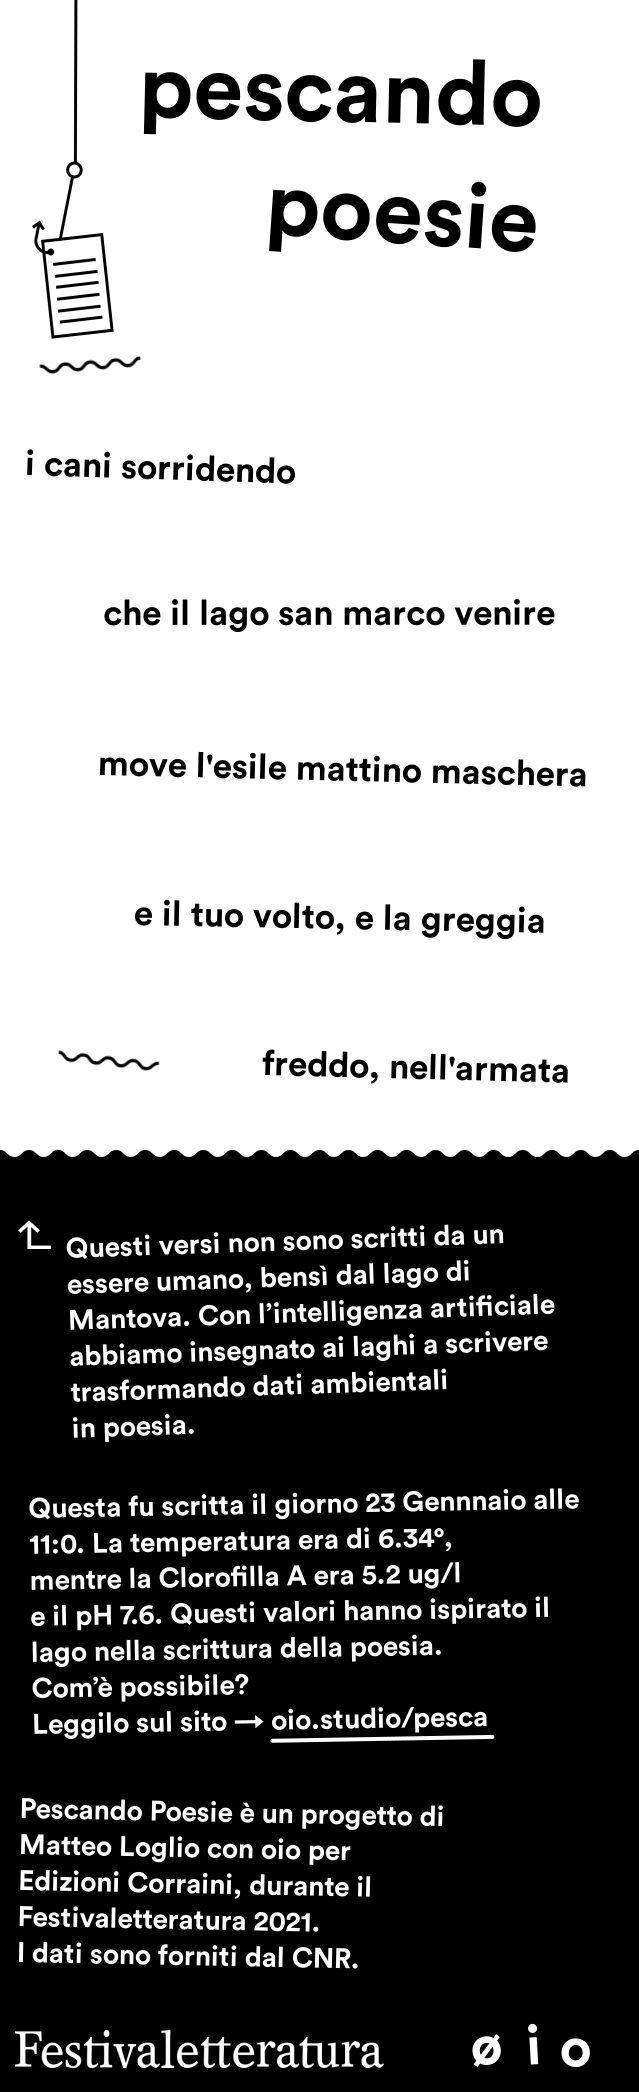 pescando
poesie
i cani sorridendo
che il lago san marco venire
move l'esile mattino maschera
e il tuo volto, e la greggia
freddo, nell'armata
Questi versi non sono scritti da un
essere umano, bensì dal lago di
Mantova. Con l’intelligenza artificiale
abbiamo insegnato ai laghi a scrivere
trasformando dati ambientali
in poesia.
Questa fu scritta il giorno 23 Gennnaio alle
11:0. La temperatura era di 6.34°,
mentre la Clorofilla A era 5.2 ug/l
e il pH 7.6. Questi valori hanno ispirato il
lago nella scrittura della poesia.
Com’è possibile?
Leggilo sul sito → oio.studio/pesca
Pescando Poesie è un progetto di
Matteo Loglio con oio per
Edizioni Corraini, durante il
Festivaletteratura 2021.
I dati sono forniti dal CNR.
Festivaletteratura
ø i o